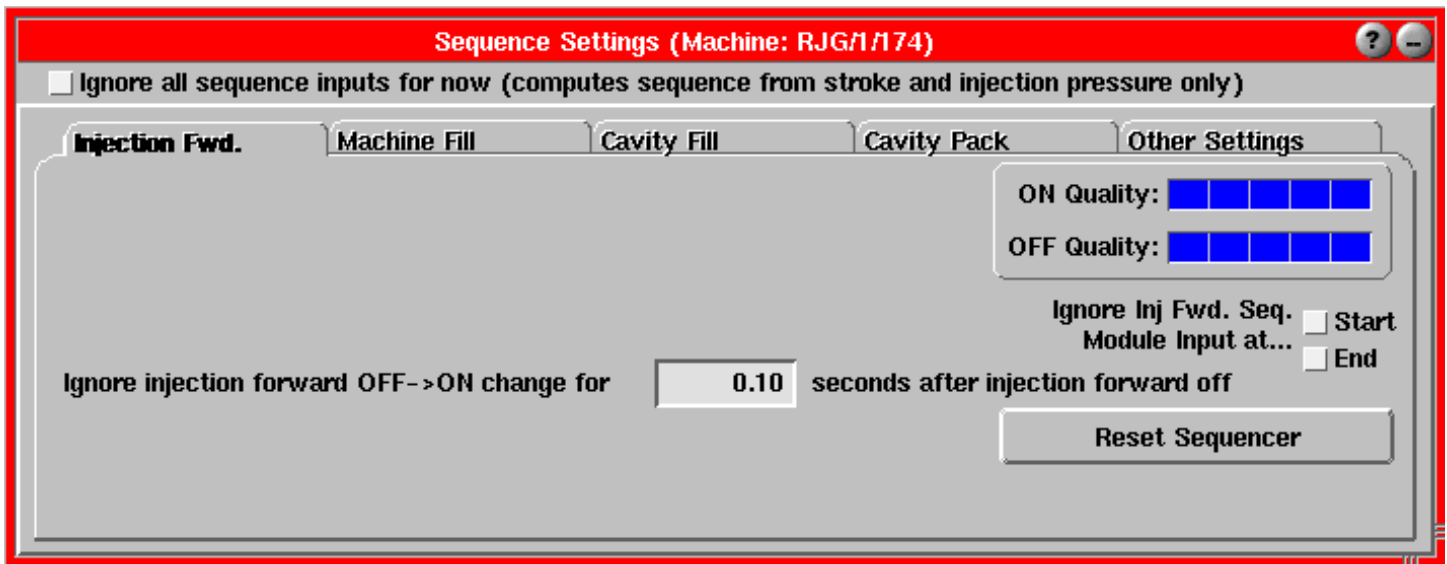 Sequence Settings (Machine: RJG/1/174)
?
Ignore all sequence inputs for now (computes sequence from stroke and injection pressure only)
Injection Fwd.
Machine Fill
Cavity Fill
Cavity Pack
Other Settings
ON Quality:
OFF Quality:
Ignore Inj Fwd. Seq.
Module Input at...
Start
End
Ignore injection forward OFF->ON change for 0.10 seconds after injection forward off
Reset Sequencer